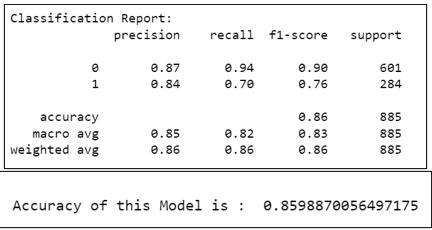 Classification Report:
precision recall f1-score support
0 0.87 0.94 0.90 601
1 0.84 0.70 0.76 284
accuracy 0.86 885
macro avg 0.85 0.82 0.83 885
weighted avg 0.86 0.86 0.86 885
Accuracy of this Model is : 0.8598870056497175